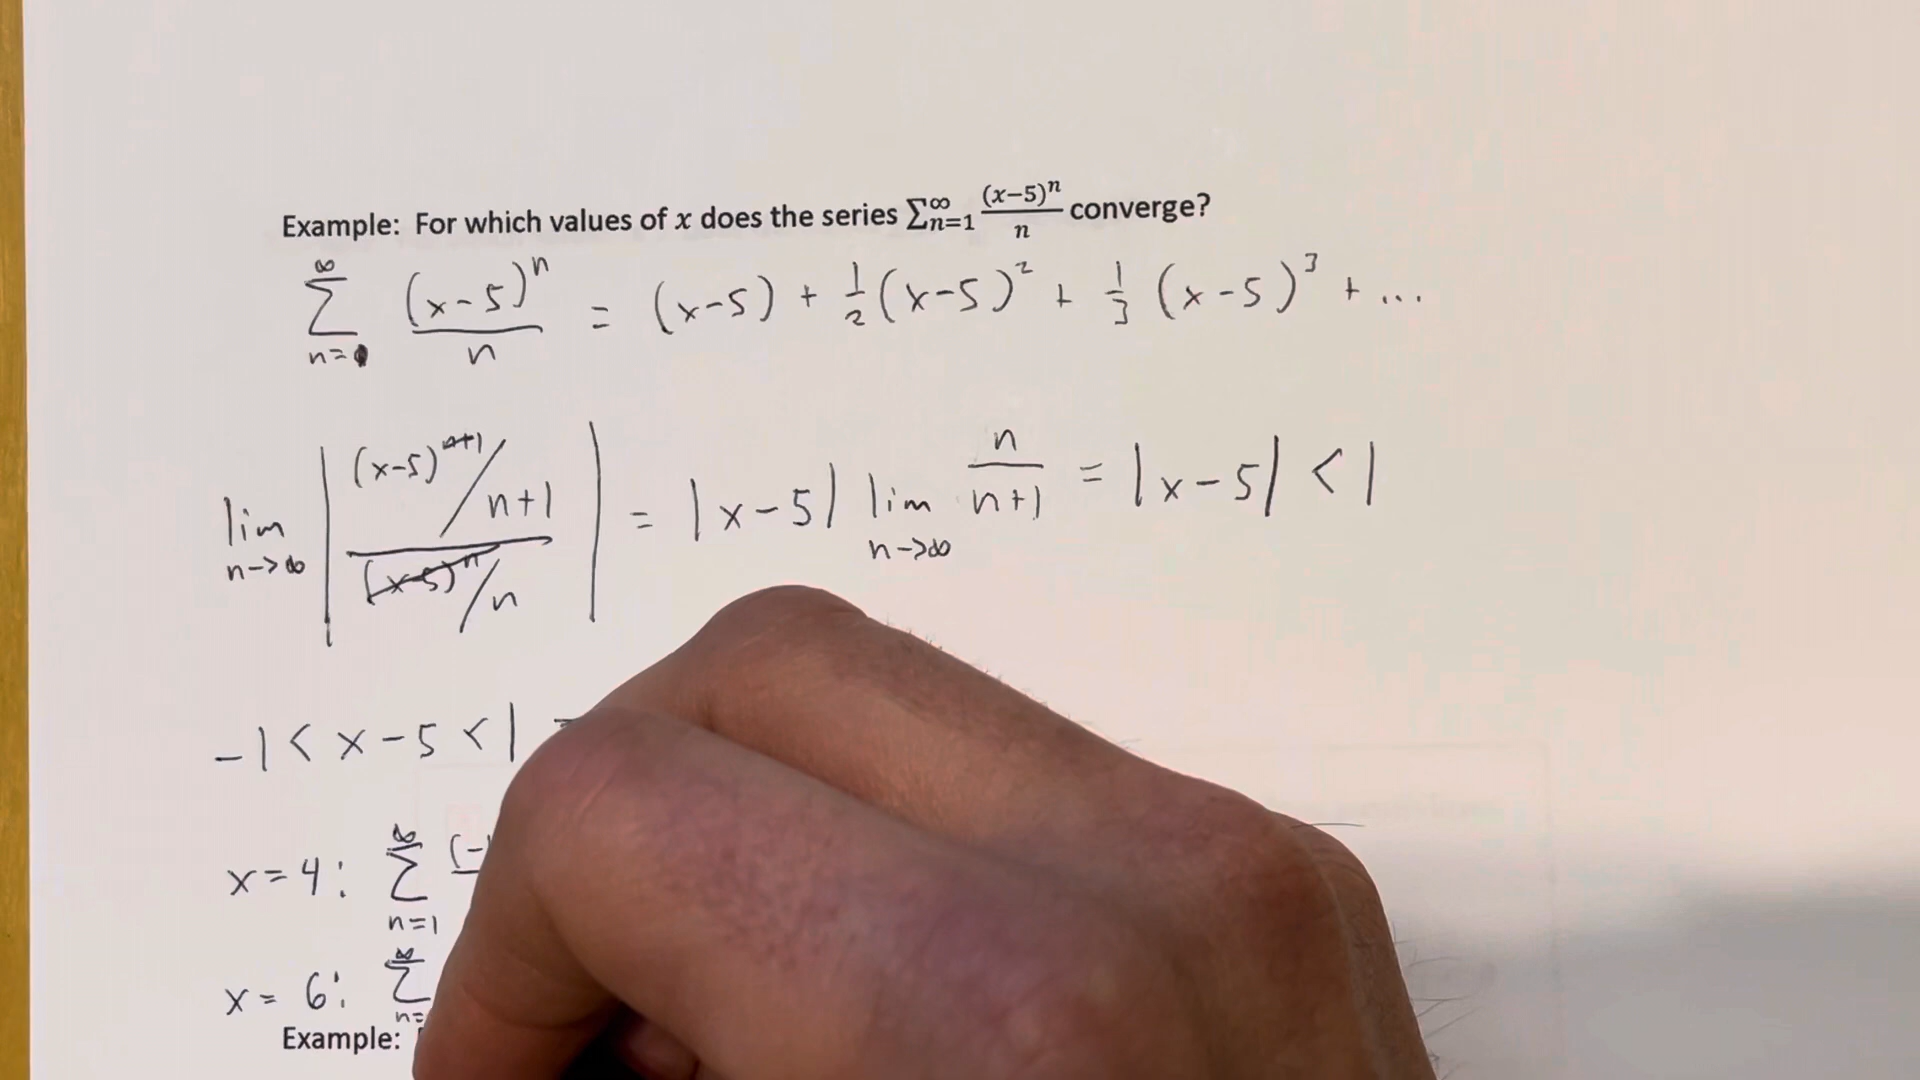 Example: For which values of x does the series ∑_{n=1}^{∞} (x−5)^n / n converge?
∑_{n=}^{∞} (x-5)^n / n = (x-5) + 1/2 (x-5)^2 + 1/3 (x-5)^3 + ...
lim_{n->∞} | ((x-5)^{n+1} / n+1) / ((x-5)^n / n) | = |x-5| lim_{n->∞} n / n+1 = |x-5| < 1
-1 < x-5 < 1
x=4: ∑_{n=1}^{∞} (-
x= 6: ∑_{n=}^{∞}
Example: